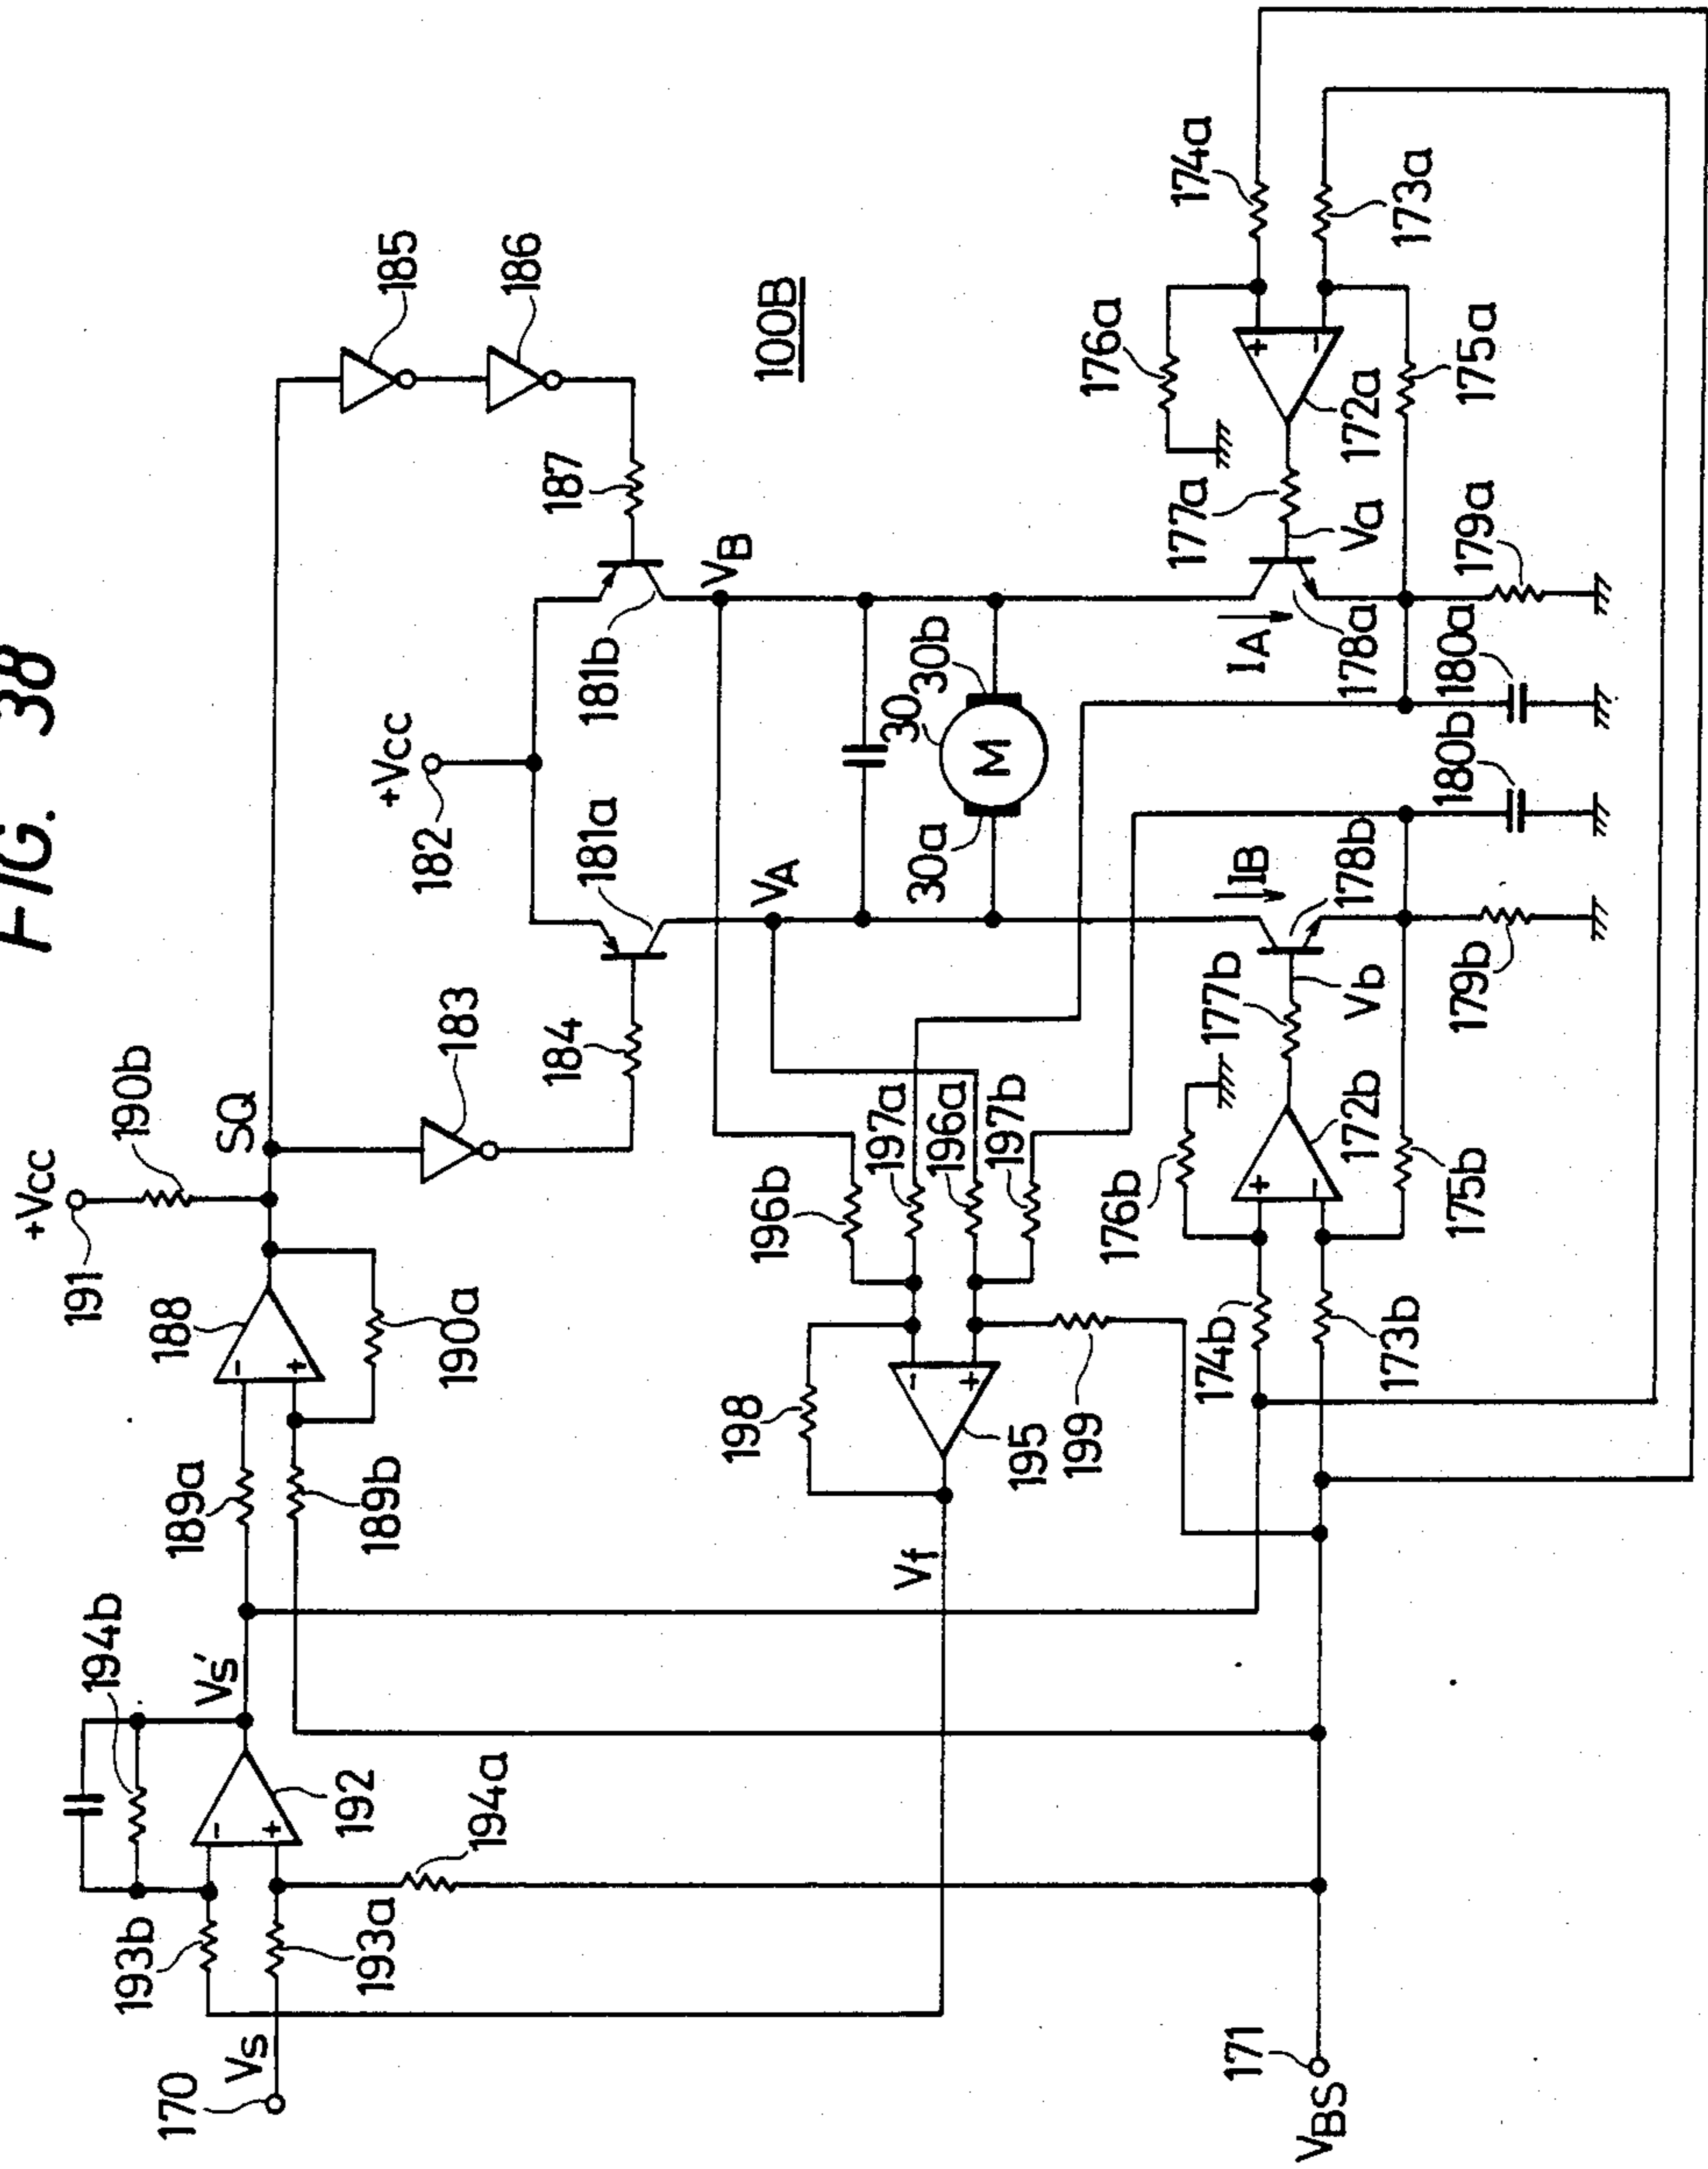 FIG. 38
+Vcc
191
190b
SQ
188
190a
189a
189b
194b
Vs'
192
194a
193b
193a
Vs
170
185
186
187
183
184
+Vcc
182
181a
181b
VB
VA
100B
30
30a
30b
M
196b
197a
196a
197b
198
195
199
Vf
174a
173a
176a
172a
175a
177a
Va
179a
IA
178a
180a
180b
IB
178b
177b
Vb
179b
176b
172b
175b
174b
173b
171
VBS
+
-
+
-
-
+
-
+
-
+